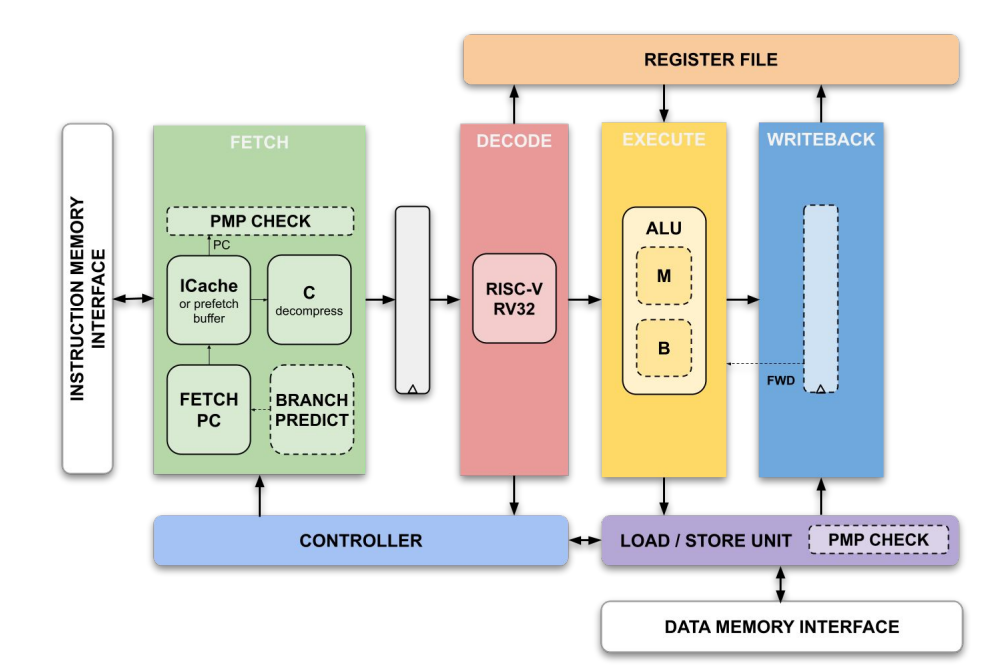 REGISTER FILE
INSTRUCTION MEMORY
INTERFACE
FETCH
PMP CHECK
PC
ICache
or prefetch
buffer
C
decompress
FETCH
PC
BRANCH
PREDICT
DECODE
RISC-V
RV32
EXECUTE
ALU
M
B
WRITEBACK
FWD
CONTROLLER
LOAD / STORE UNIT
PMP CHECK
DATA MEMORY INTERFACE